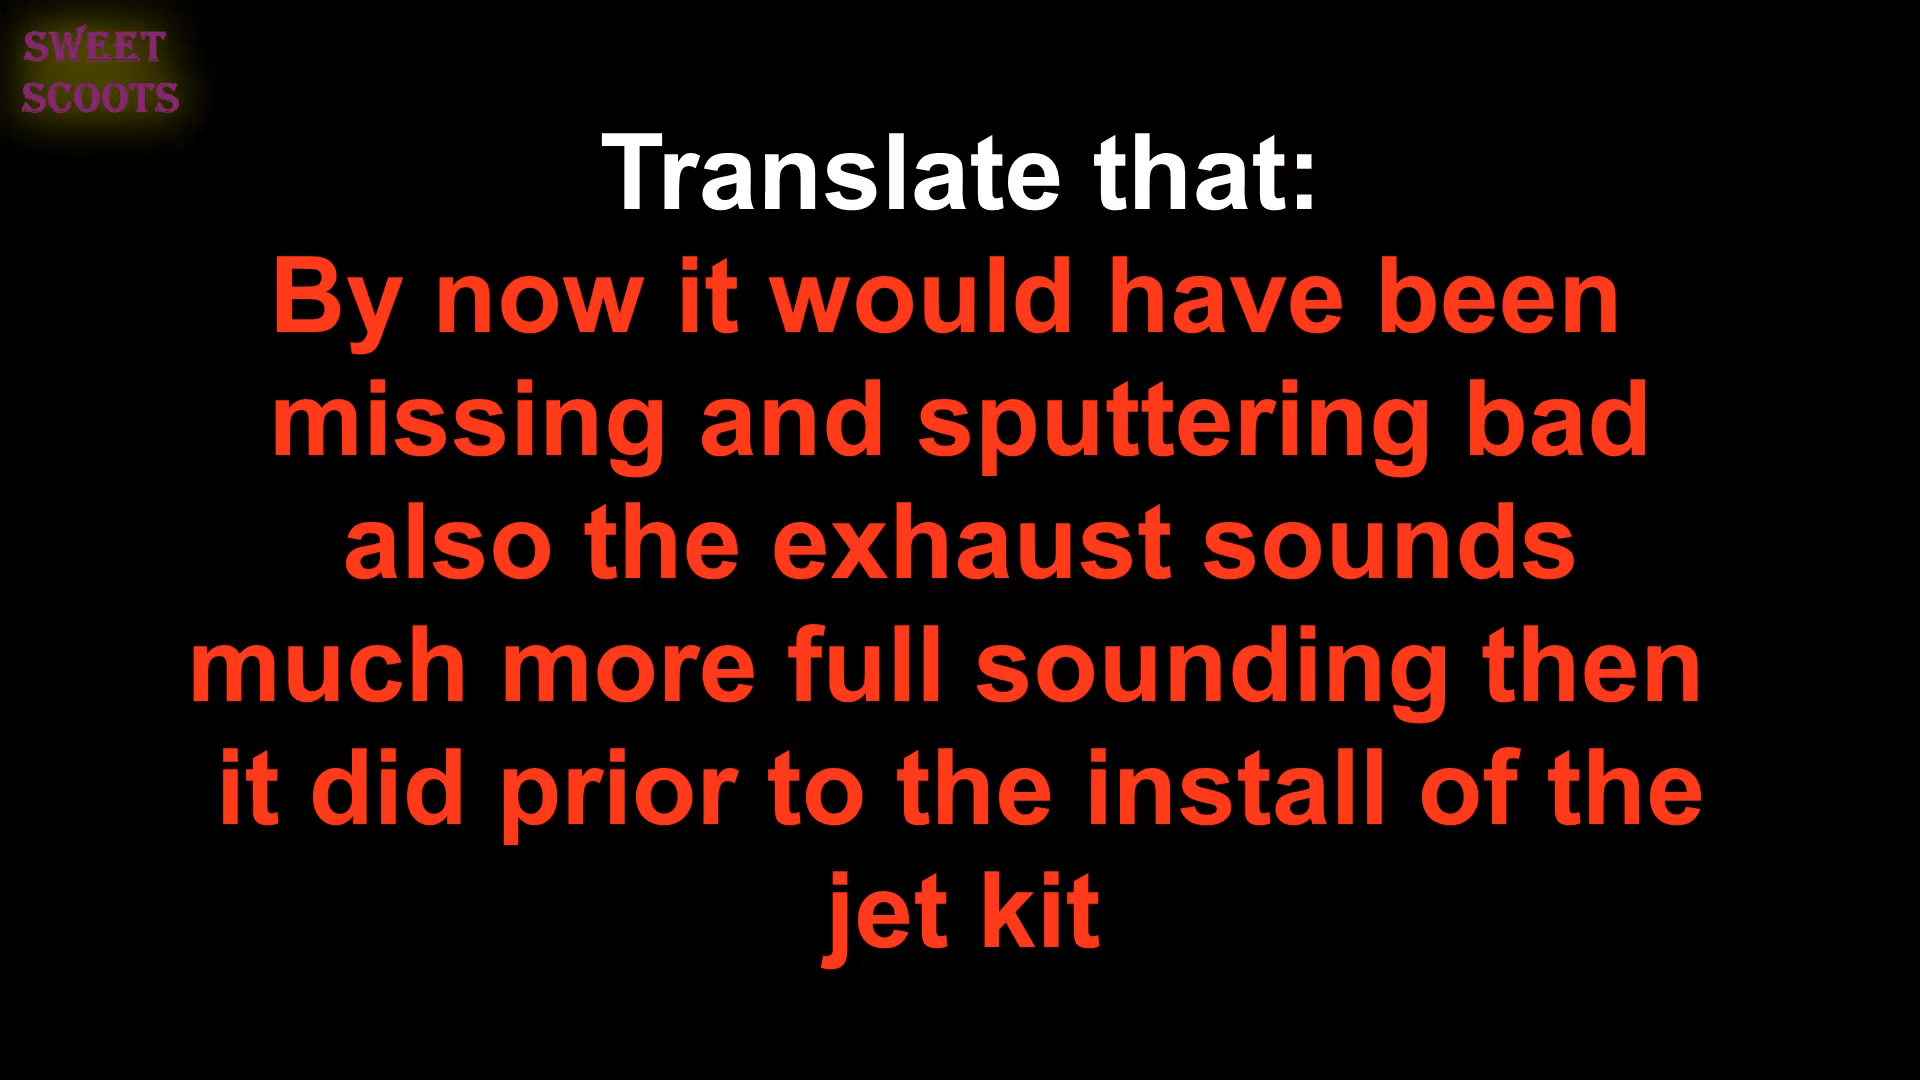 SWEET
SCOOTS
Translate that:
By now it would have been
missing and sputtering bad
also the exhaust sounds
much more full sounding then
it did prior to the install of the
jet kit